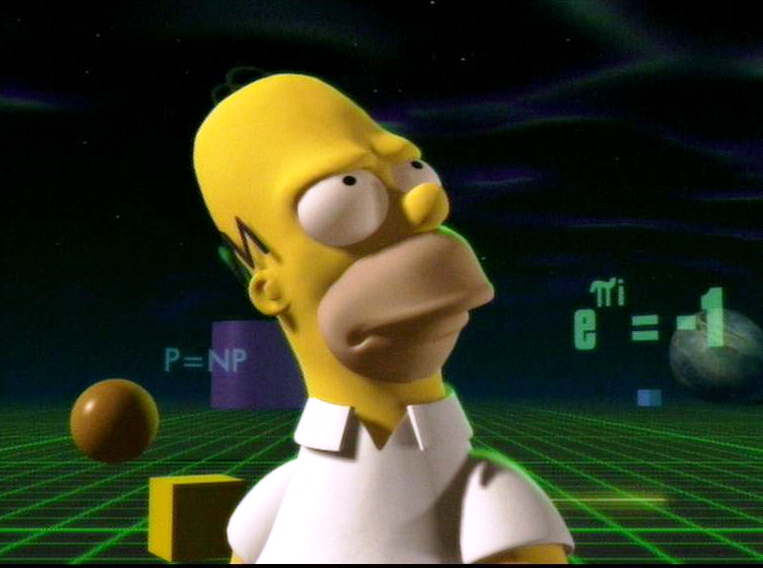 P=NP
e^πi = -1